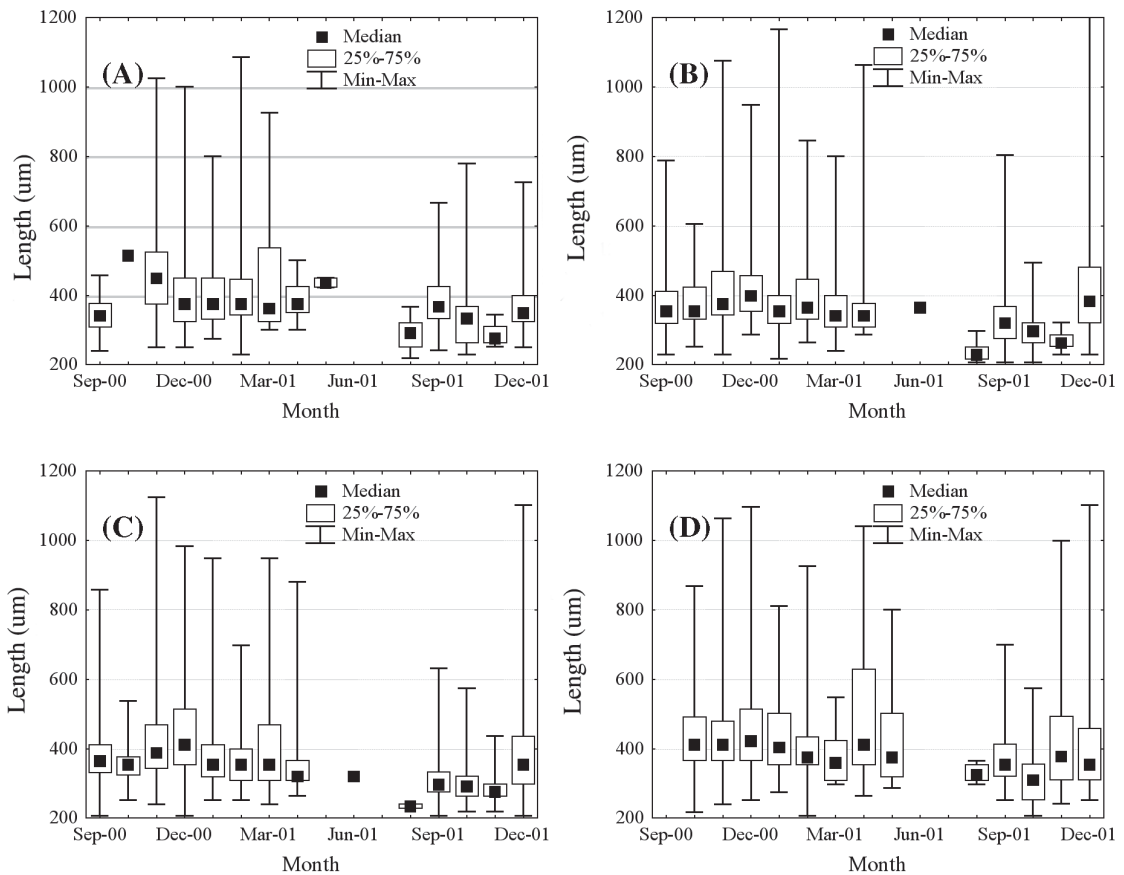 (A)
Median
25%-75%
Min-Max
1200
1000
800
600
400
200
Length (um)
Sep-00 Dec-00 Mar-01 Jun-01 Sep-01 Dec-01
Month
(B)
Median
25%-75%
Min-Max
1200
1000
800
600
400
200
Length (um)
Sep-00 Dec-00 Mar-01 Jun-01 Sep-01 Dec-01
Month
(C)
Median
25%-75%
Min-Max
1200
1000
800
600
400
200
Length (um)
Sep-00 Dec-00 Mar-01 Jun-01 Sep-01 Dec-01
Month
(D)
Median
25%-75%
Min-Max
1200
1000
800
600
400
200
Length (um)
Sep-00 Dec-00 Mar-01 Jun-01 Sep-01 Dec-01
Month